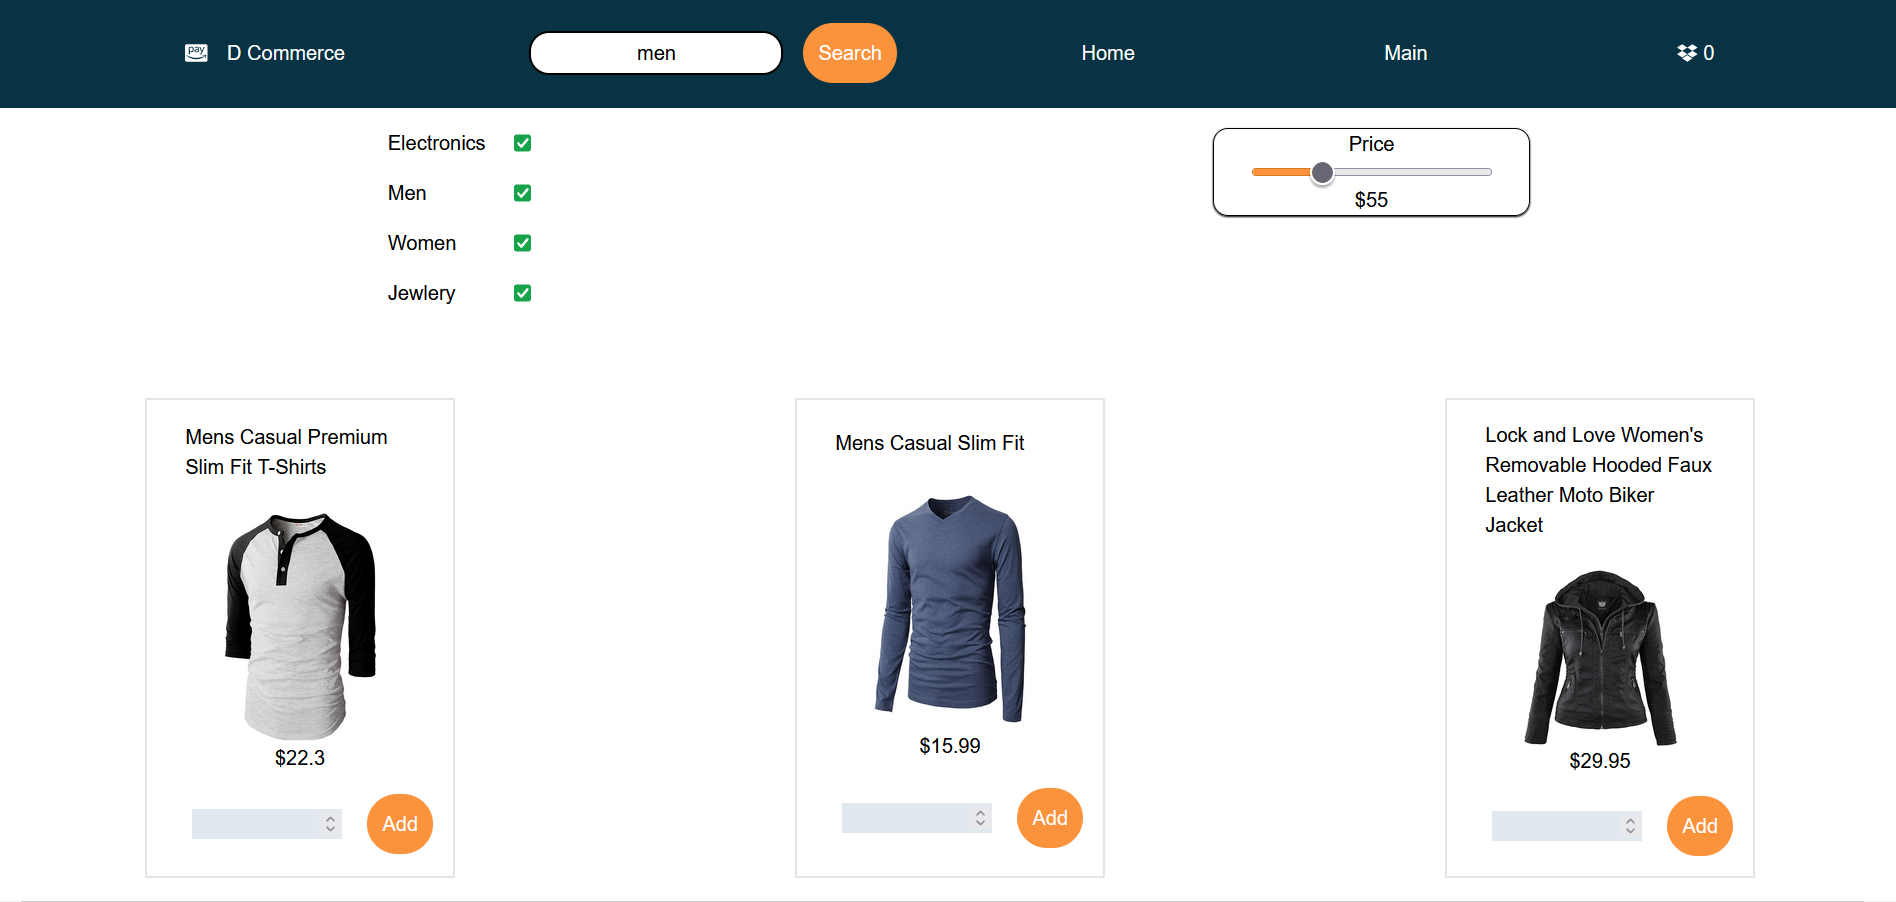 pay D Commerce men Search Home Main 0
Electronics
Men
Women
Jewlery
Price
$55
Mens Casual Premium
Slim Fit T-Shirts
$22.3
Add
Mens Casual Slim Fit
$15.99
Add
Lock and Love Women's
Removable Hooded Faux
Leather Moto Biker
Jacket
$29.95
Add